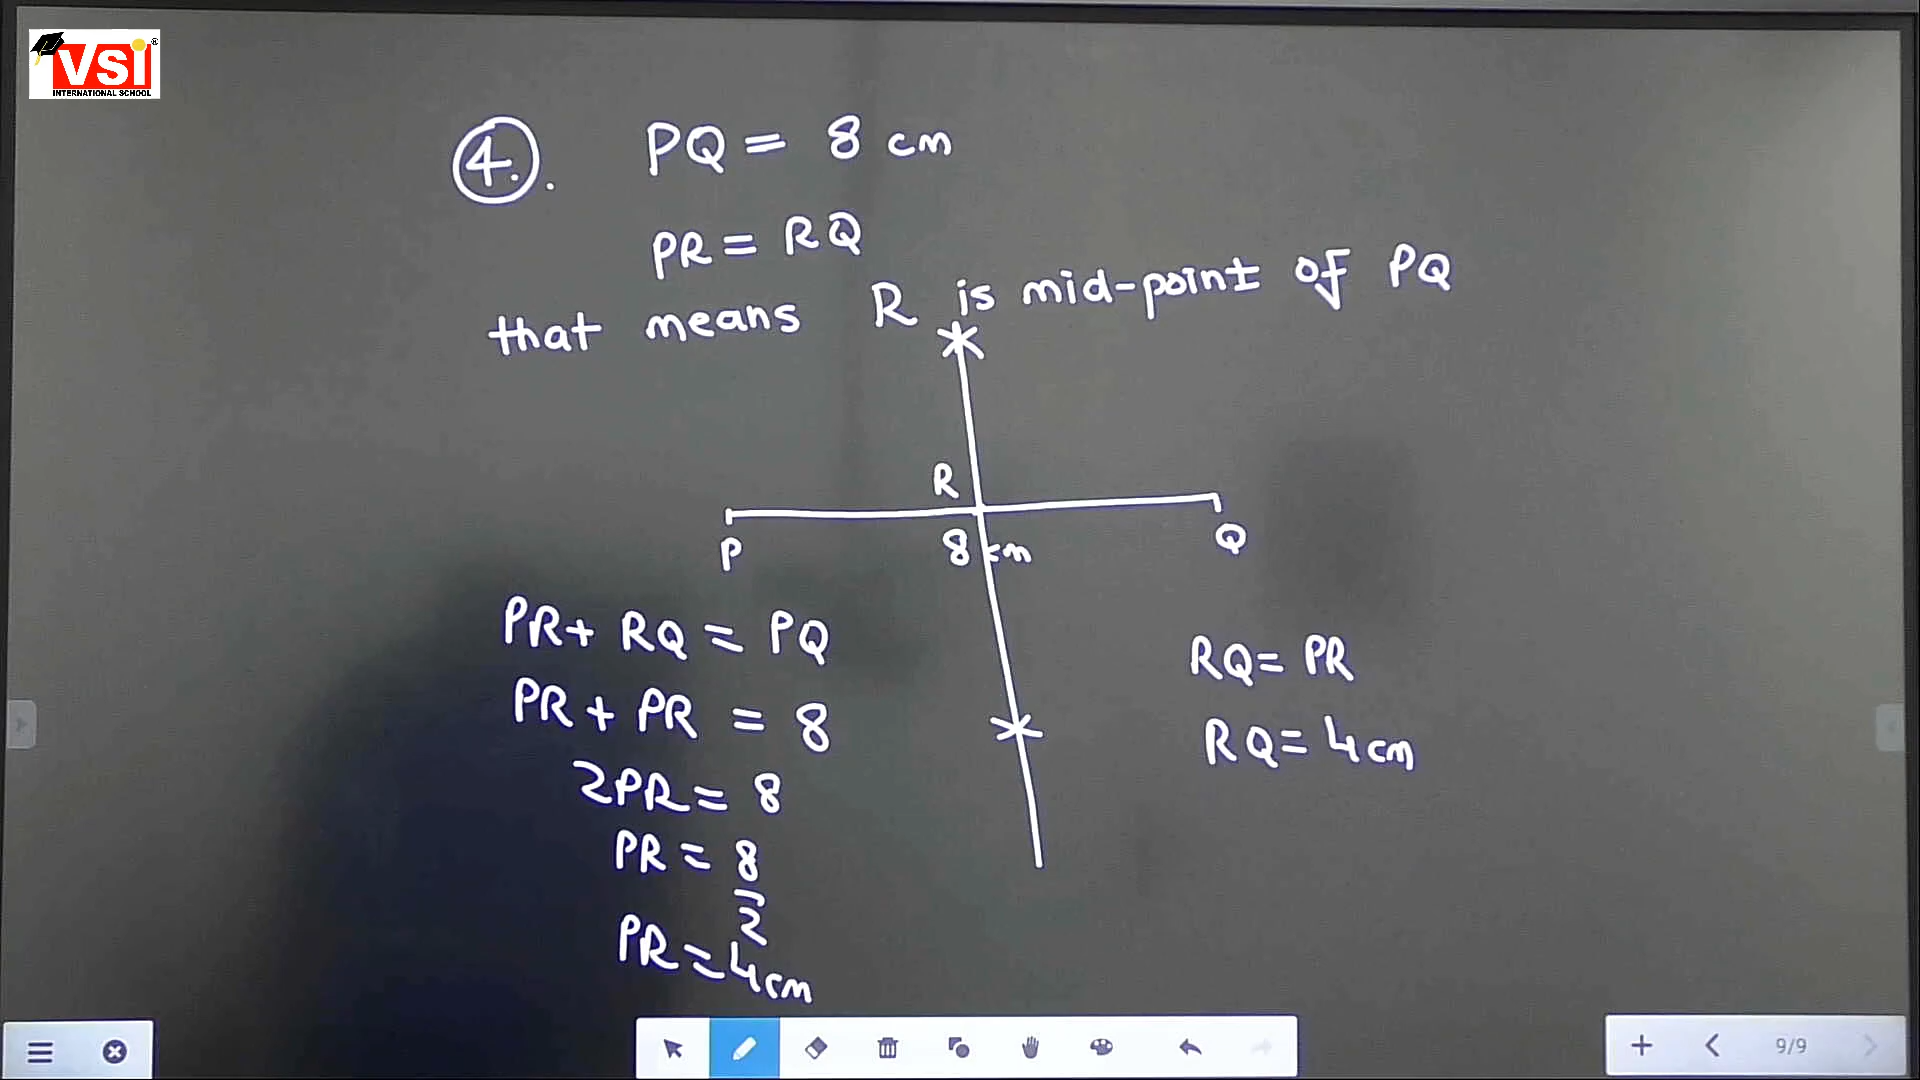 VSI
INTERNATIONAL SCHOOL
4. PQ = 8 cm
PR = RQ
that means R is mid-point of PQ
R
P 8 cm Q
PR + RQ = PQ
PR + PR = 8
2PR = 8
PR = 8/2
PR = 4cm
RQ = PR
RQ = 4cm
9/9